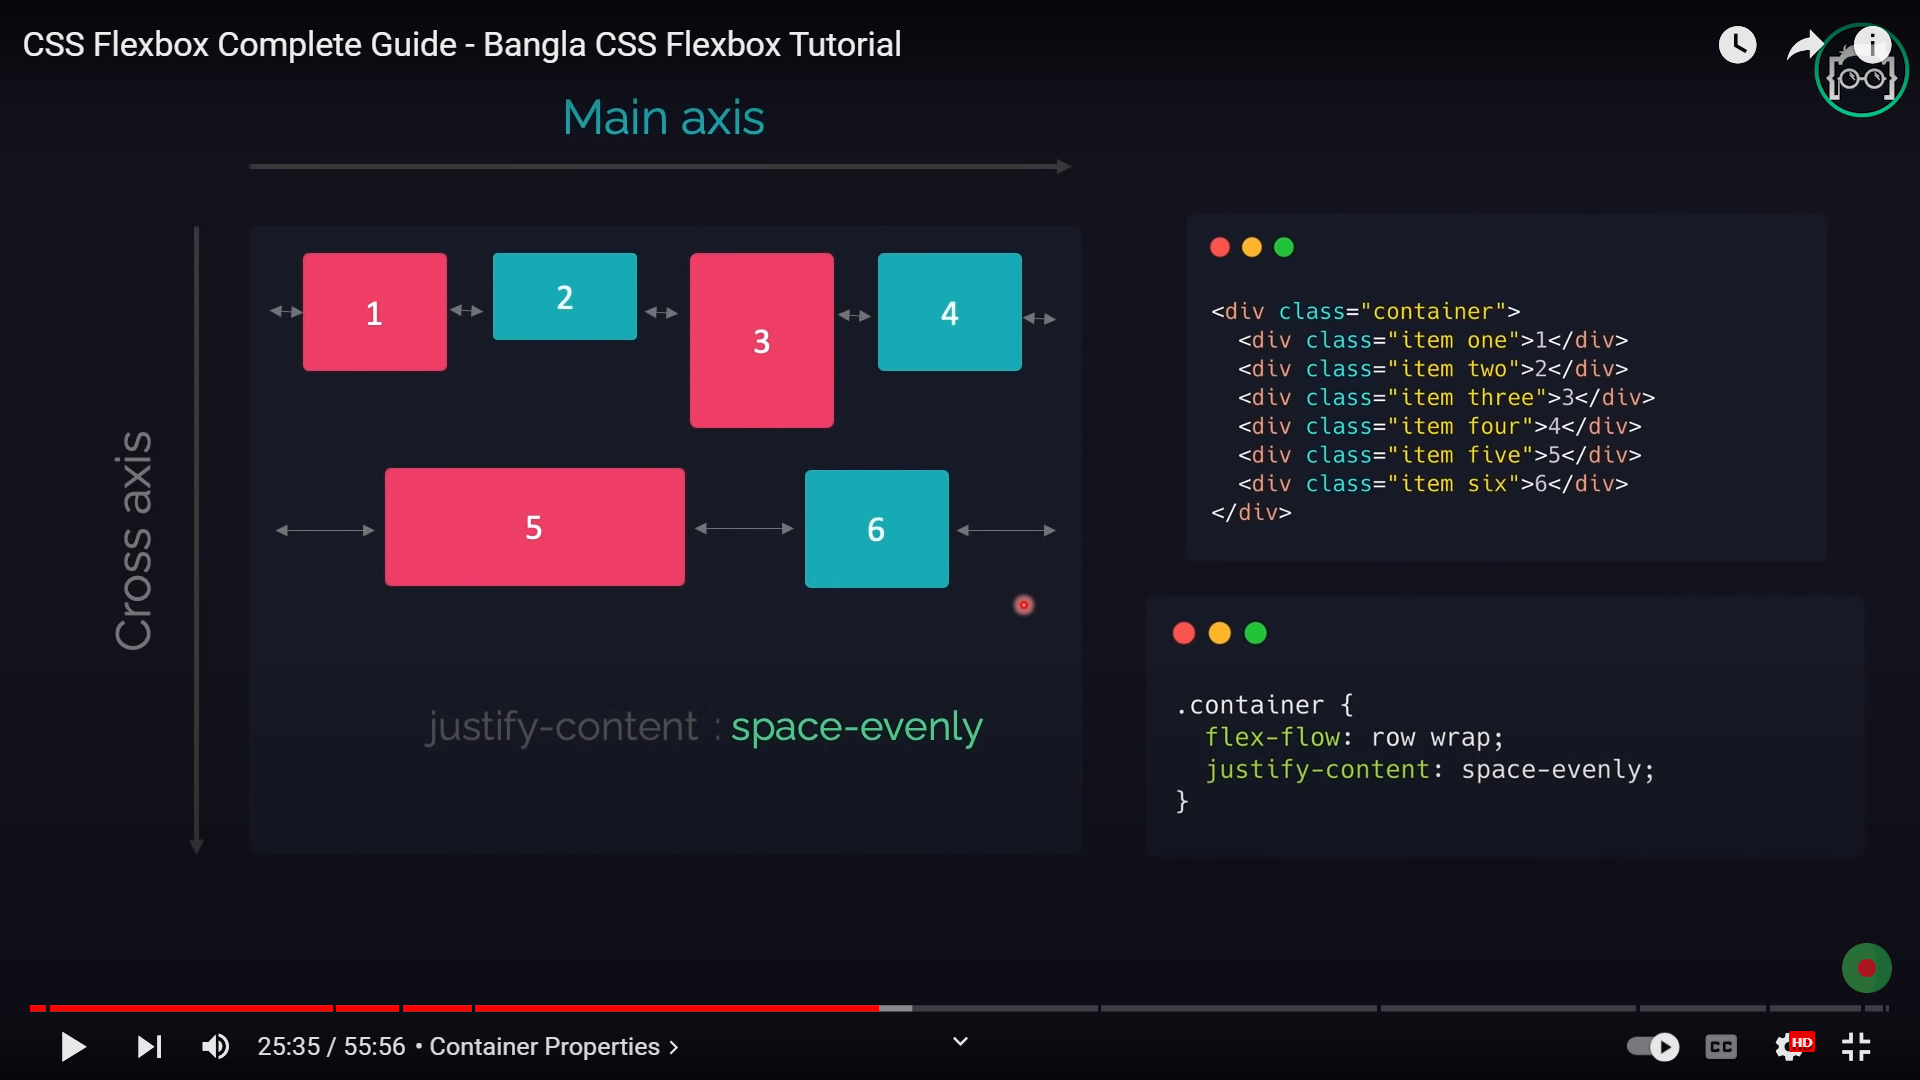 CSS Flexbox Complete Guide - Bangla CSS Flexbox Tutorial
Main axis
Cross axis
1
2
3
4
5
6
justify-content : space-evenly
<div class="container">
<div class="item one">1</div>
<div class="item two">2</div>
<div class="item three">3</div>
<div class="item four">4</div>
<div class="item five">5</div>
<div class="item six">6</div>
</div>
.container {
flex-flow: row wrap;
justify-content: space-evenly;
}
25:35 / 55:56 • Container Properties >
CC
HD